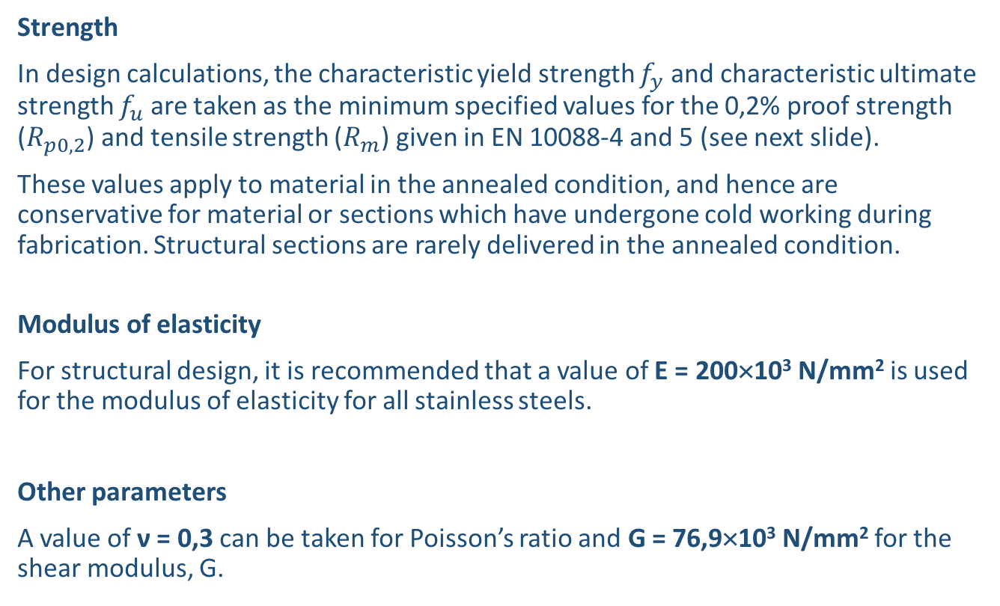 Strength
In design calculations, the characteristic yield strength f_y and characteristic ultimate
strength f_u are taken as the minimum specified values for the 0,2% proof strength
(R_p0,2) and tensile strength (R_m) given in EN 10088-4 and 5 (see next slide).
These values apply to material in the annealed condition, and hence are
conservative for material or sections which have undergone cold working during
fabrication. Structural sections are rarely delivered in the annealed condition.
Modulus of elasticity
For structural design, it is recommended that a value of E = 200×10³ N/mm² is used
for the modulus of elasticity for all stainless steels.
Other parameters
A value of ν = 0,3 can be taken for Poisson’s ratio and G = 76,9×10³ N/mm² for the
shear modulus, G.